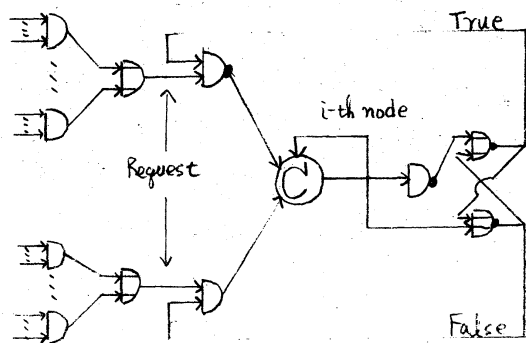 True
i-th node
Request
C
False